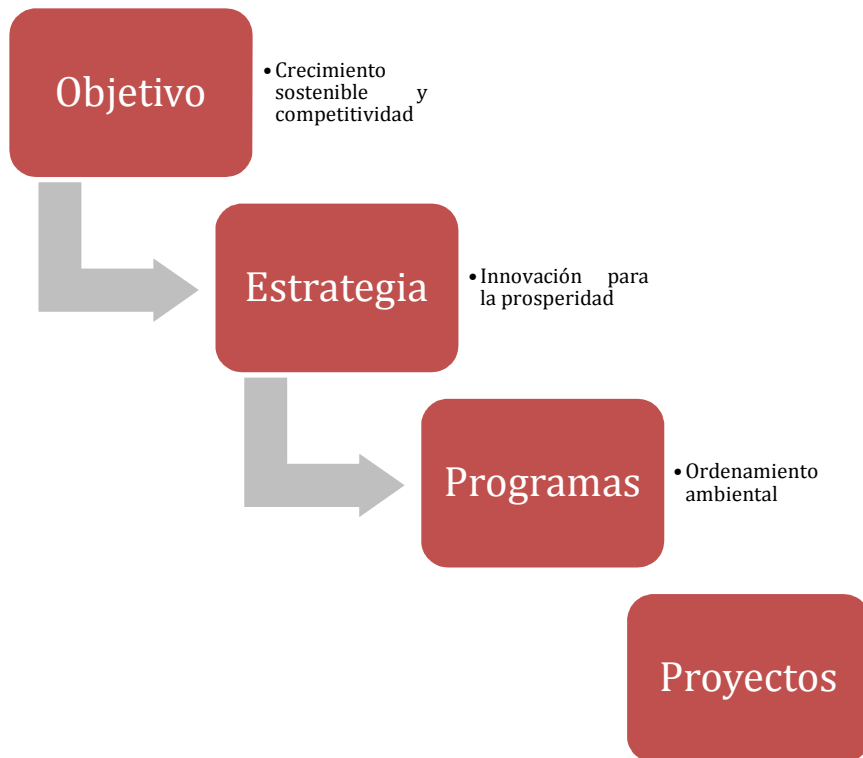 Objetivo
• Crecimiento
sostenible y
competitividad
Estrategia
• Innovación para
la prosperidad
Programas
• Ordenamiento
ambiental
Proyectos